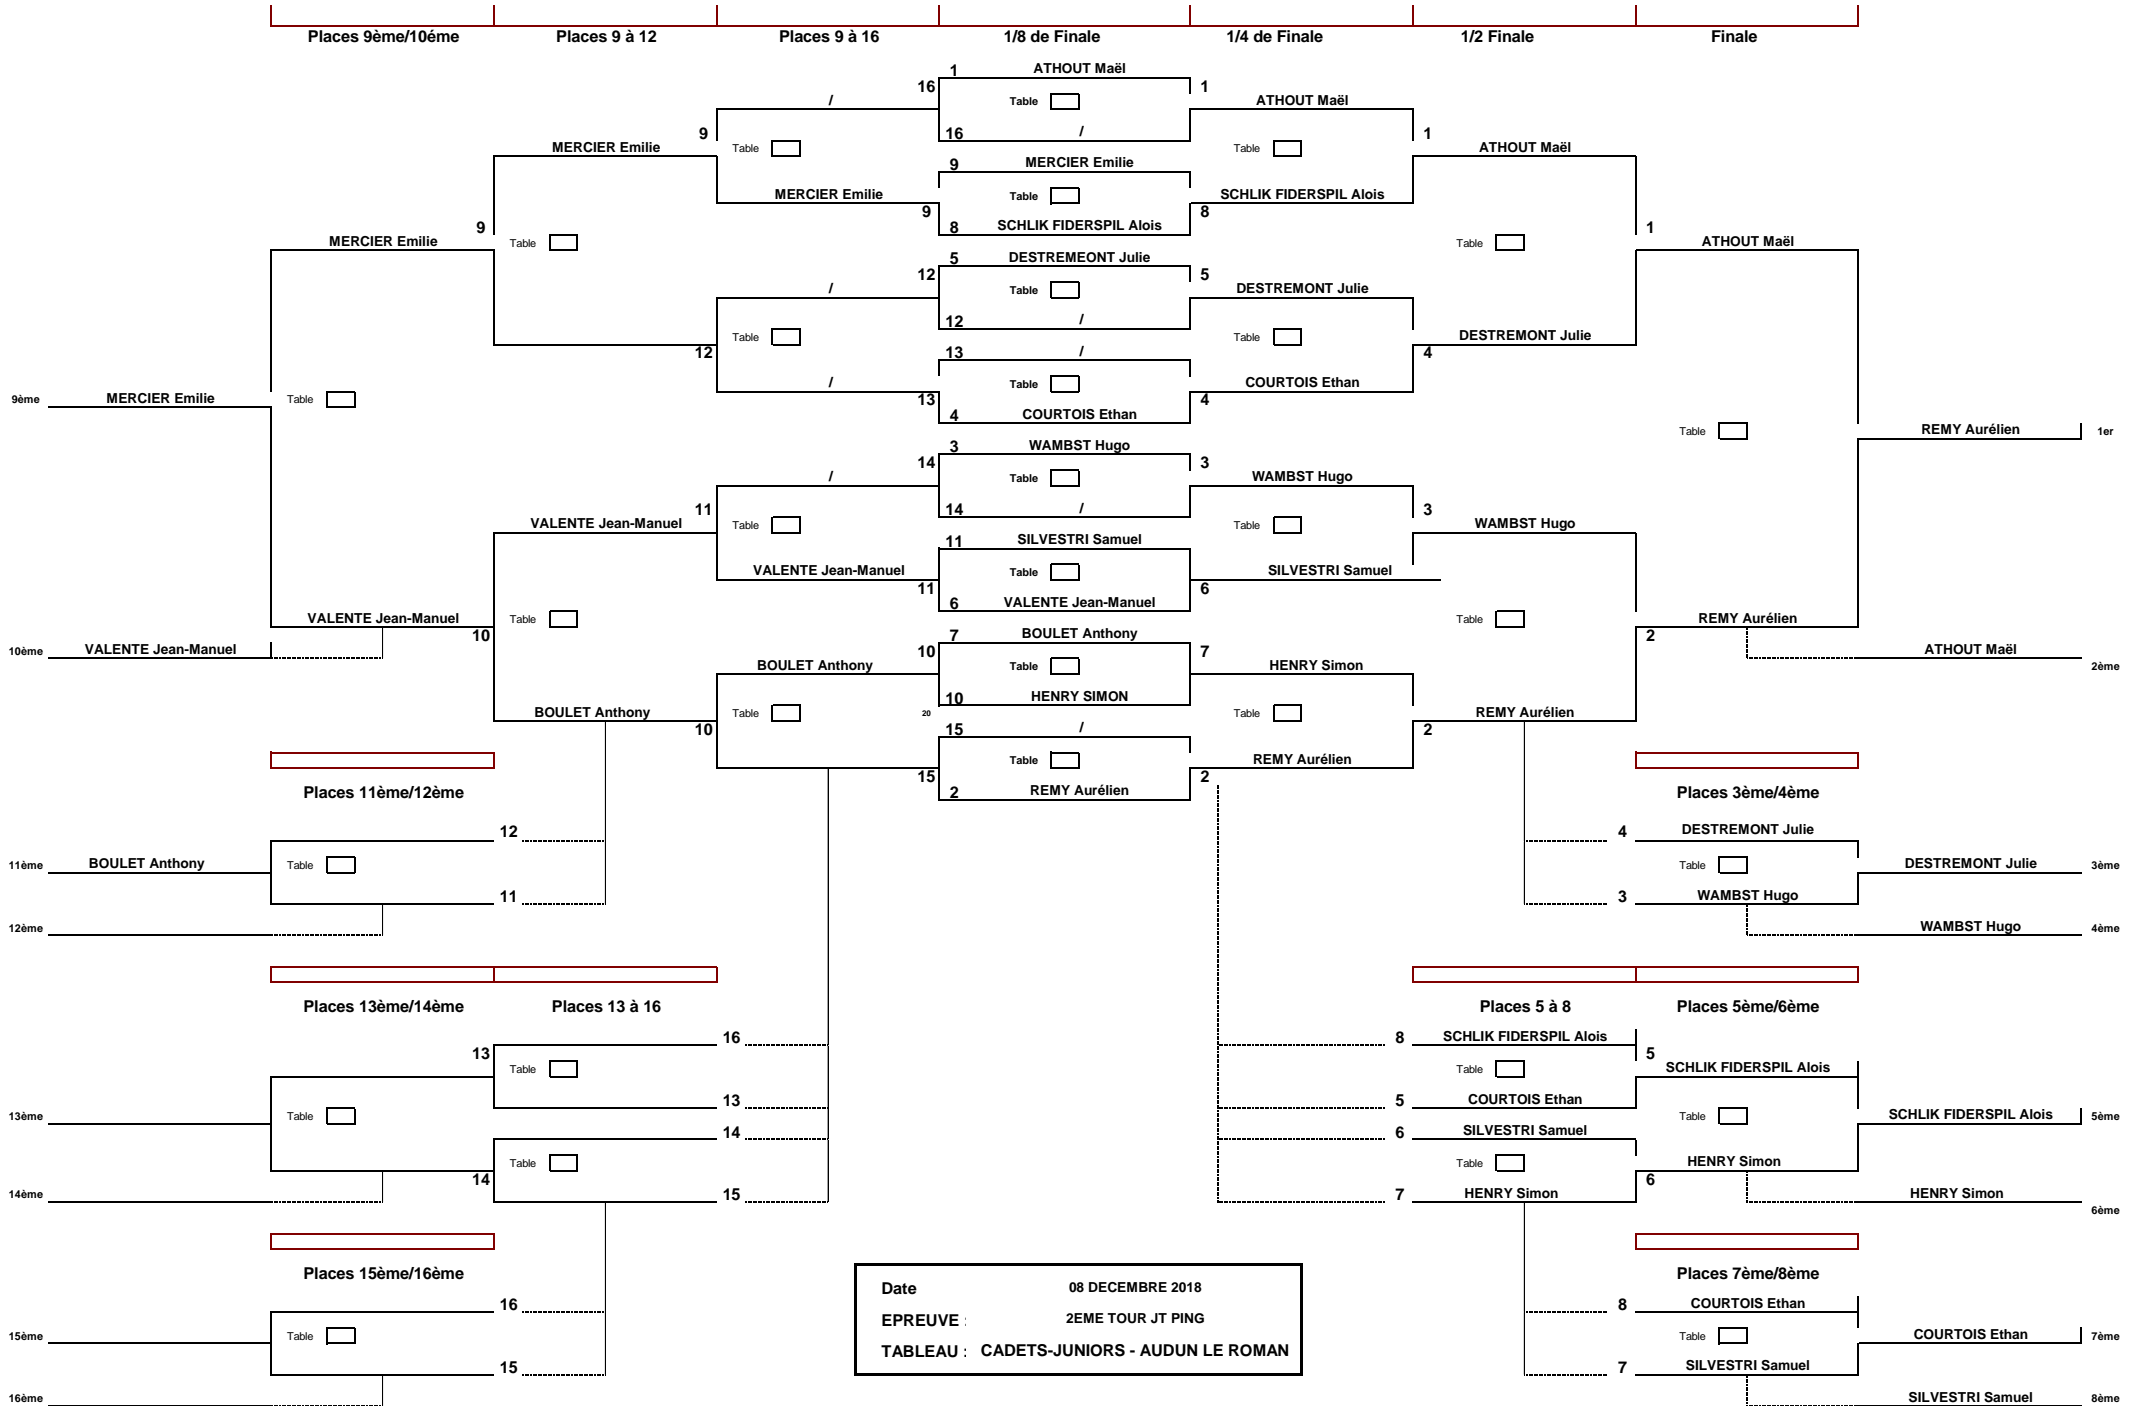 Places 9ème/10éme Places 9 à 12 Places 9 à 16 1/8 de Finale 1/4 de Finale 1/2 Finale Finale
1 ATHOUT Maël
16 / Table 1 ATHOUT Maël
9 MERCIER Emilie Table 16 / Table 1 ATHOUT Maël
9 MERCIER Emilie
MERCIER Emilie 9 Table SCHLIK FIDERSPIL Alois 8
8 SCHLIK FIDERSPIL Alois
MERCIER Emilie 9 Table Table 1 ATHOUT Maël
5 DESTREMEONT Julie
/ 12 Table 5 DESTREMONT Julie
12 /
12 Table Table DESTREMONT Julie 4
13 /
9ème MERCIER Emilie Table / 13 Table COURTOIS Ethan 4
4 COURTOIS Ethan
Table REMY Aurélien 1er
3 WAMBST Hugo
/ 14 Table 3 WAMBST Hugo
14 /
VALENTE Jean-Manuel 11 Table Table 3 WAMBST Hugo
11 SILVESTRI Samuel
VALENTE Jean-Manuel 11 Table SILVESTRI Samuel 6
6 VALENTE Jean-Manuel
VALENTE Jean-Manuel 10 Table Table REMY Aurélien 2
7 BOULET Anthony
10ème VALENTE Jean-Manuel ATHOUT Maël 2ème
BOULET Anthony 10 Table 7 HENRY Simon
10 HENRY SIMON
BOULET Anthony 10 Table 20 Table REMY Aurélien 2
15 /
15 Table REMY Aurélien 2
2 REMY Aurélien
Places 11ème/12ème Places 3ème/4ème
12 4 DESTREMONT Julie
11ème BOULET Anthony Table Table DESTREMONT Julie 3ème
11 3 WAMBST Hugo
12ème WAMBST Hugo 4ème
Places 13ème/14ème Places 13 à 16 Places 5 à 8 Places 5ème/6ème
16 8 SCHLIK FIDERSPIL Alois
13 Table Table 5 SCHLIK FIDERSPIL Alois
13 5 COURTOIS Ethan
13ème Table Table SCHLIK FIDERSPIL Alois 5ème
14 6 SILVESTRI Samuel
14 Table Table HENRY Simon 6
15 7 HENRY Simon
14ème HENRY Simon 6ème
Places 15ème/16ème Places 7ème/8ème
16 8 COURTOIS Ethan
15ème Table Table COURTOIS Ethan 7ème
15 7 SILVESTRI Samuel
16ème SILVESTRI Samuel 8ème
Date 08 DECEMBRE 2018
EPREUVE : 2EME TOUR JT PING
TABLEAU : CADETS-JUNIORS - AUDUN LE ROMAN